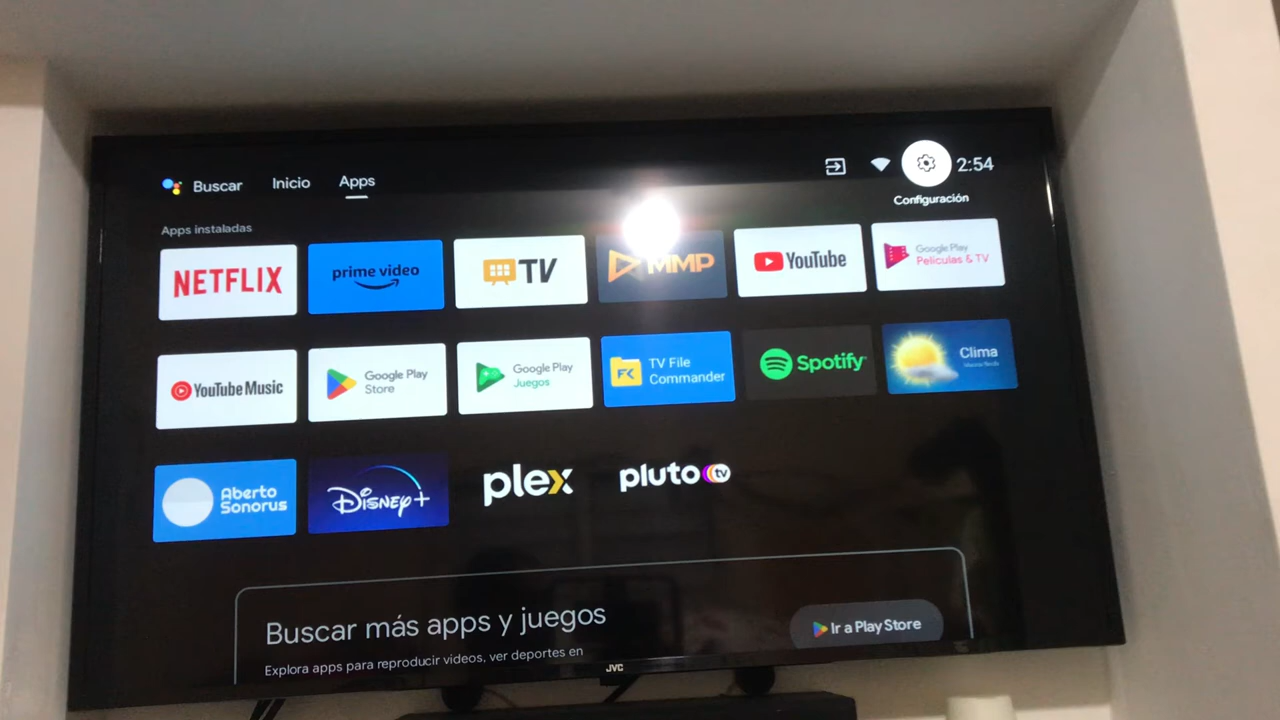 Buscar Inicio Apps 2:54
Configuración
Apps instaladas
NETFLIX
prime video
TV
MMP
YouTube
Google Play
Películas & TV
YouTube Music
Google Play
Store
Google Play
Juegos
TV File
Commander
FK
Spotify
Clima
Aberto
Sonorus
Disney+
plex
pluto tv
Buscar más apps y juegos
Ir a Play Store
Explora apps para reproducir videos, ver deportes en
JVC